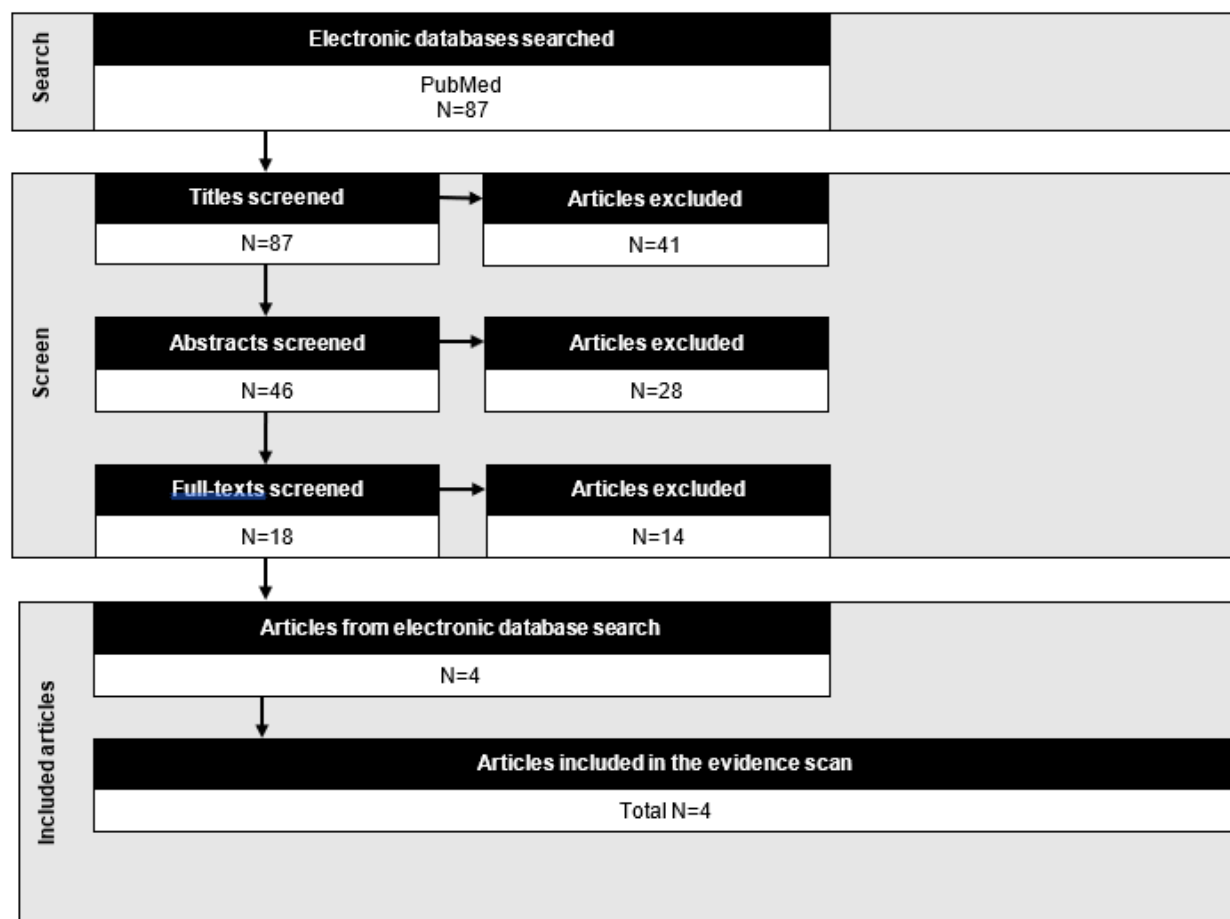 Search
Electronic databases searched
PubMed
N=87
Screen
Titles screened
Articles excluded
N=87
N=41
Abstracts screened
Articles excluded
N=46
N=28
Full-texts screened
Articles excluded
N=18
N=14
Included articles
Articles from electronic database search
N=4
Articles included in the evidence scan
Total N=4